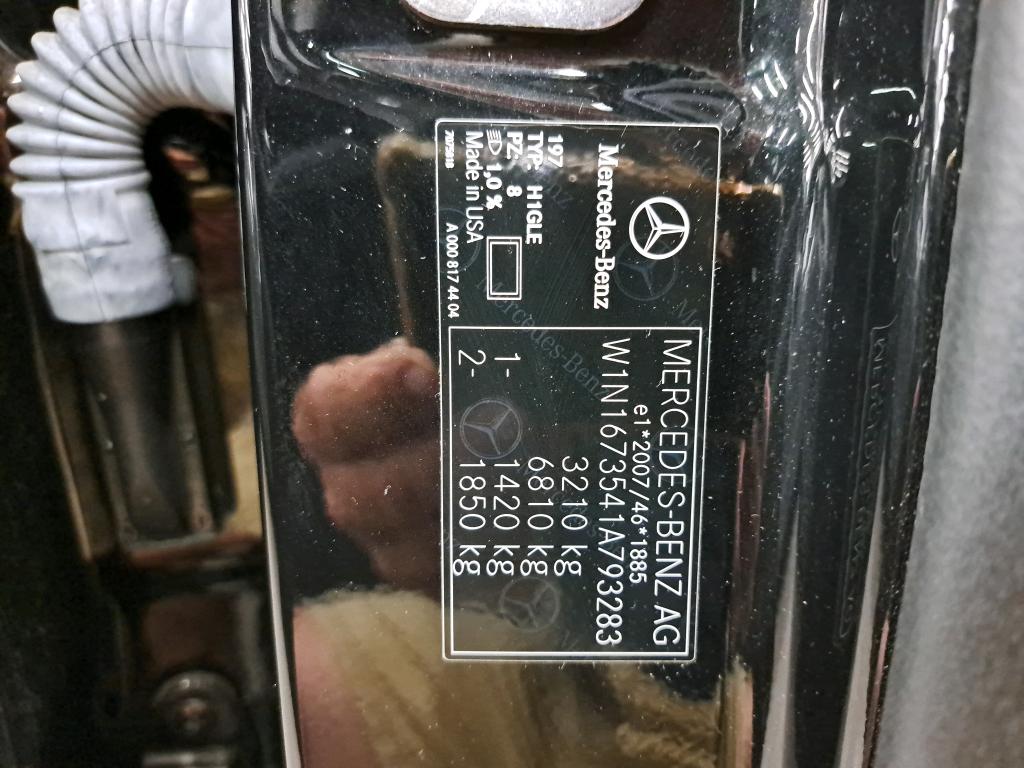 Mercedes-Benz
197
TYP: H1GLE
PZ: 8
1,0 %
Made in USA
A 000 817 44 04
MERCEDES-BENZ AG
e1*2007/46*1885
W1N1673541A793283
3210 kg
6810 kg
1- 1420 kg
2- 1850 kg